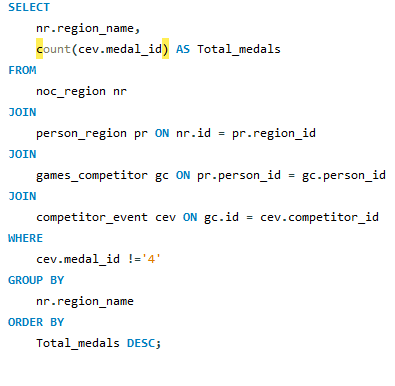 SELECT
nr.region_name,
count(cev.medal_id) AS Total_medals
FROM
noc_region nr
JOIN
person_region pr ON nr.id = pr.region_id
JOIN
games_competitor gc ON pr.person_id = gc.person_id
JOIN
competitor_event cev ON gc.id = cev.competitor_id
WHERE
cev.medal_id !='4'
GROUP BY
nr.region_name
ORDER BY
Total_medals DESC;